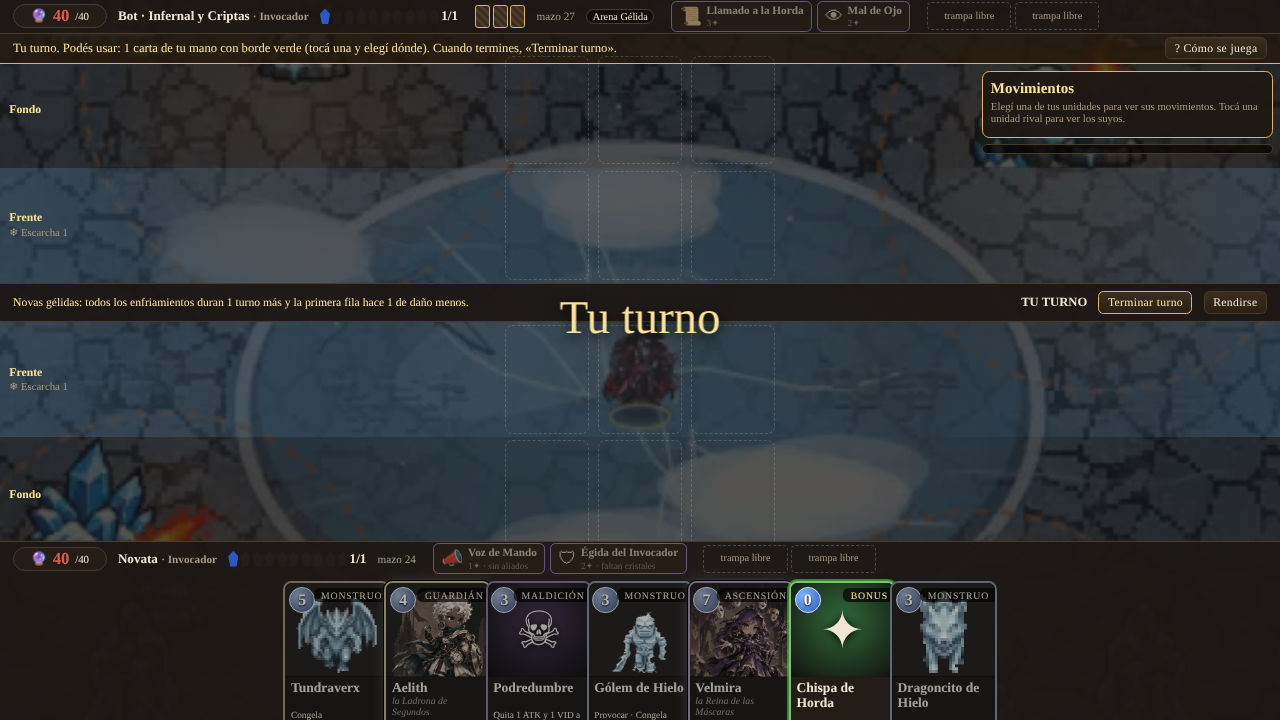 40 /40 Bot · Infernal y Criptas · Invocador 1/1 mazo 27 Arena Gélida
Llamado a la Horda
3✦
Mal de Ojo
2✦
trampa libre trampa libre
Tu turno. Podés usar: 1 carta de tu mano con borde verde (tocá una y elegí dónde). Cuando termines, «Terminar turno».
? Cómo se juega
Fondo
Movimientos
Elegí una de tus unidades para ver sus movimientos. Tocá una
unidad rival para ver los suyos.
Frente
❄ Escarcha 1
Novas gélidas: todos los enfriamientos duran 1 turno más y la primera fila hace 1 de daño menos.
Tu turno
TU TURNO Terminar turno Rendirse
Frente
❄ Escarcha 1
Fondo
40 /40 Novata · Invocador 1/1 mazo 24
Voz de Mando
1✦ · sin aliados
Égida del Invocador
2✦ · faltan cristales
trampa libre trampa libre
5 MONSTRUO
Tundraverx
Congela
4 GUARDIÁN
Aelith
la Ladrona de
Segundos
3 MALDICIÓN
Podredumbre
Quita 1 ATK y 1 VID a
3 MONSTRUO
Gólem de Hielo
Provocar · Congela
7 ASCENSIÓN
Velmira
la Reina de las
Máscaras
0 BONUS
Chispa de
Horda
3 MONSTRUO
Dragoncito de
Hielo